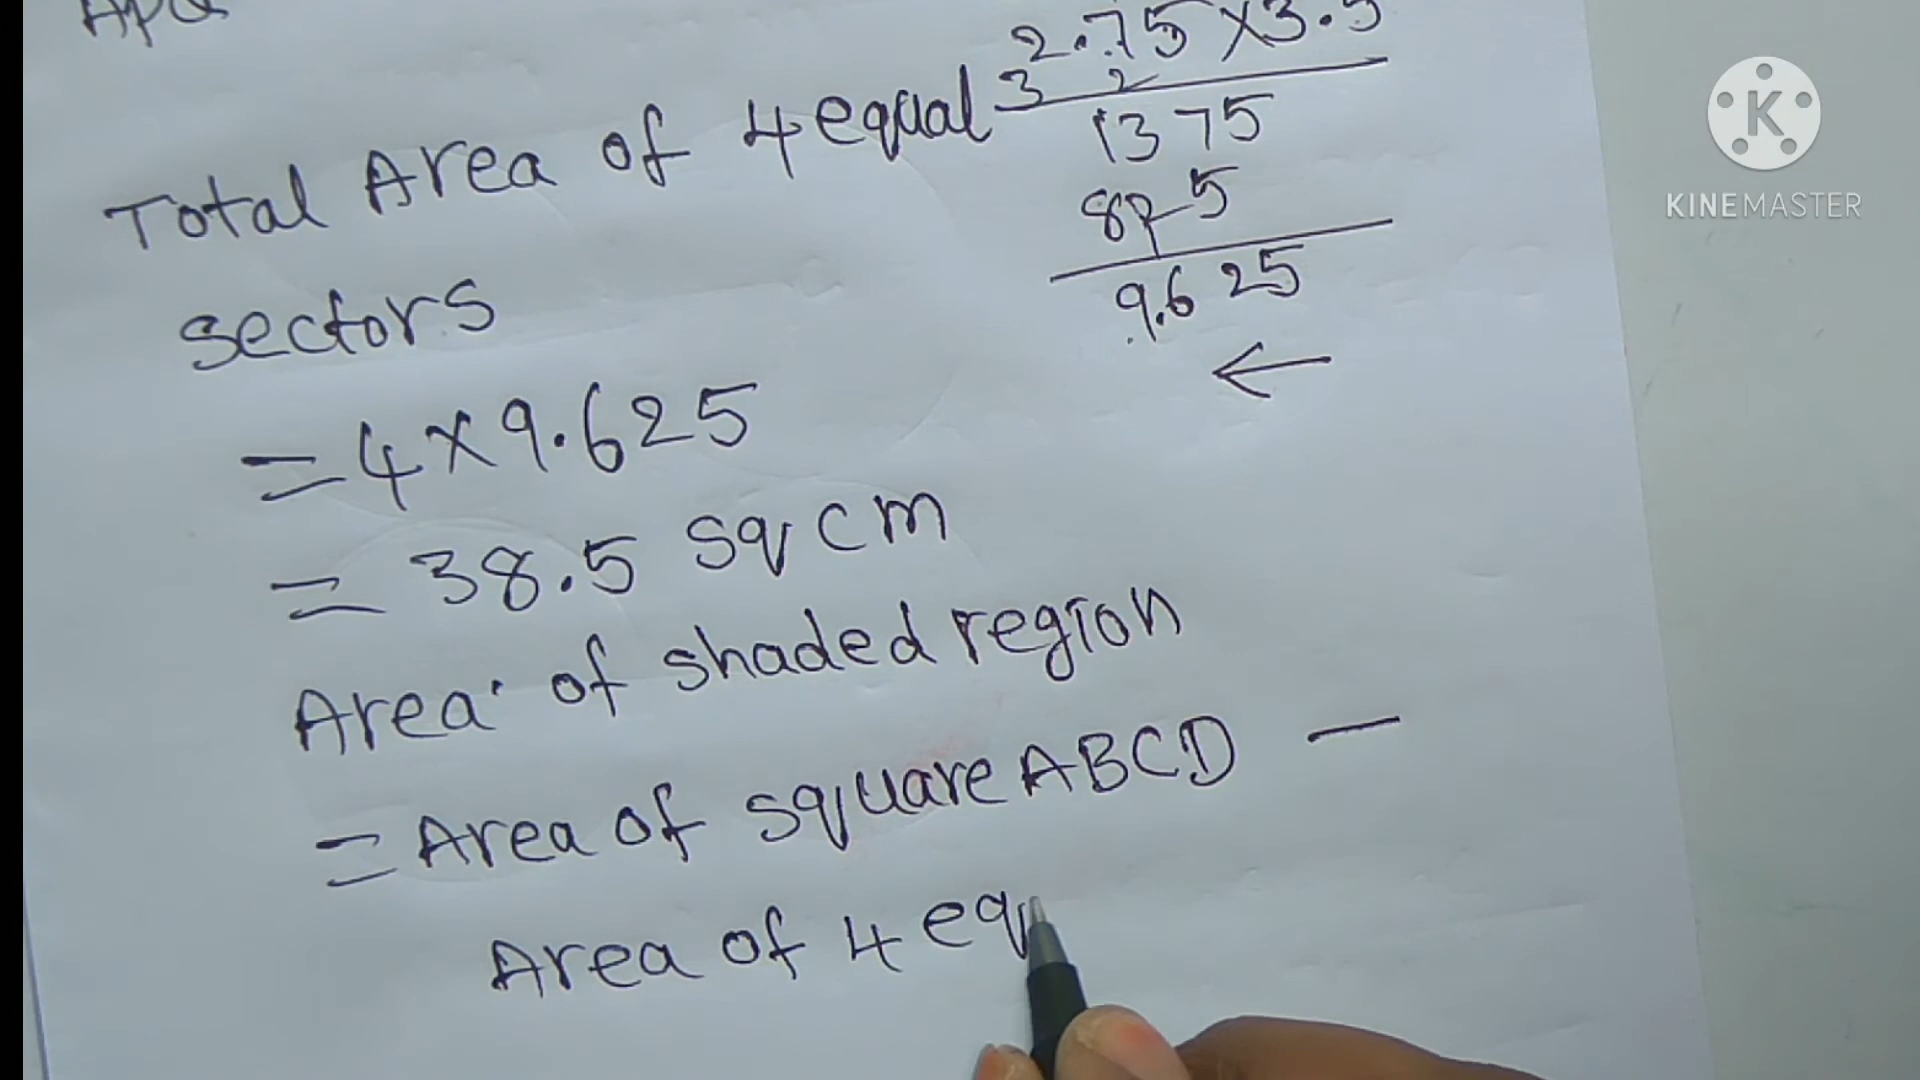 2.75 × 3.5
3 2
1375
825
9.625
←
Total Area of 4 equal
sectors
= 4 × 9.625
= 38.5 sq cm
Area of shaded region
= Area of square ABCD —
Area of 4 eq
K
KINEMASTER